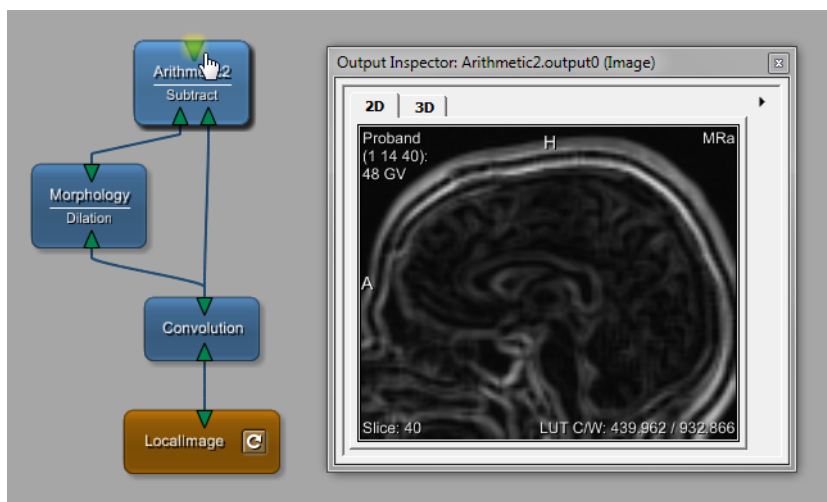 Arithmetic2
Subtract
Morphology
Dilation
Convolution
LocalImage
Output Inspector: Arithmetic2.output0 (Image)
2D
3D
Proband
(1 14 40):
48 GV
H
MRa
A
Slice: 40
LUT C/W: 439.962 / 932.866